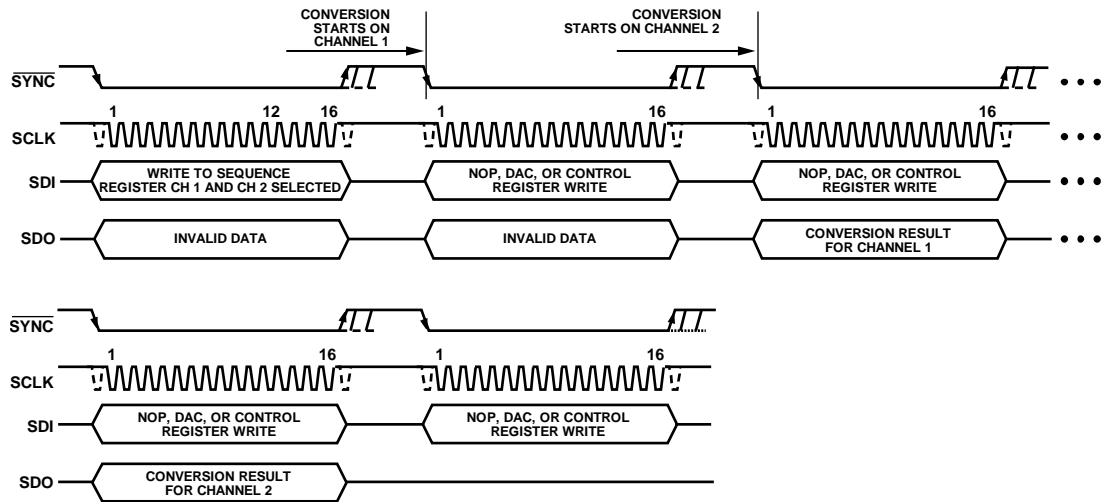 CONVERSION
STARTS ON
CHANNEL 1
CONVERSION
STARTS ON CHANNEL 2
SYNC
1 12 16 1 16 1 16
SCLK
SDI
WRITE TO SEQUENCE
REGISTER CH 1 AND CH 2 SELECTED
NOP, DAC, OR CONTROL
REGISTER WRITE
NOP, DAC, OR CONTROL
REGISTER WRITE
SDO
INVALID DATA
INVALID DATA
CONVERSION RESULT
FOR CHANNEL 1
SYNC
1 16 1 16
SCLK
SDI
NOP, DAC, OR CONTROL
REGISTER WRITE
NOP, DAC, OR CONTROL
REGISTER WRITE
SDO
CONVERSION RESULT
FOR CHANNEL 2